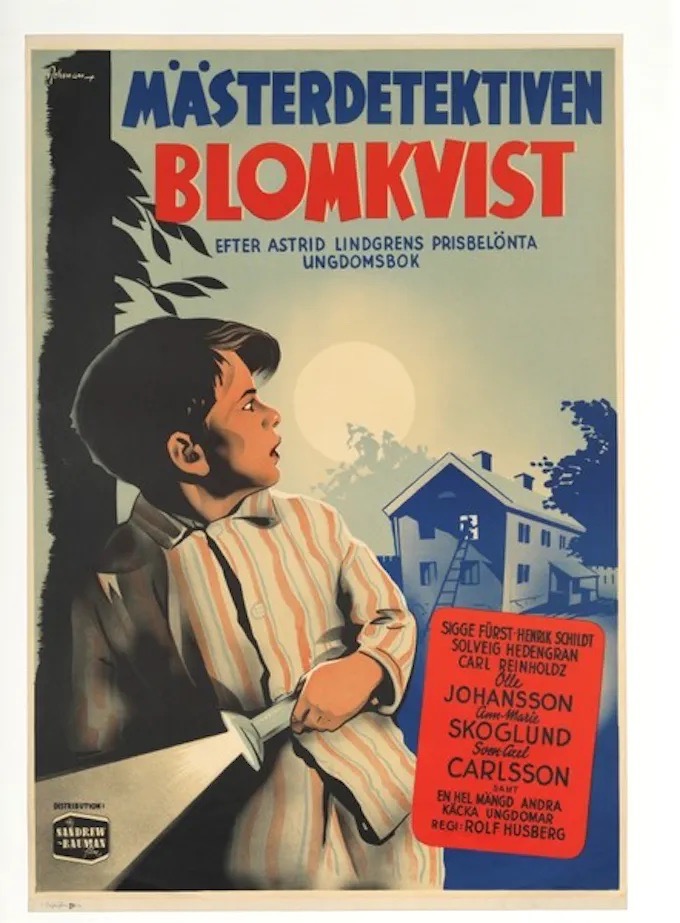 MÄSTERDETEKTIVEN
BLOMKVIST
EFTER ASTRID LINDGRENS PRISBELÖNTA
UNGDOMSBOK
SIGGE FÜRST · HENRIK SCHILDT
SOLVEIG HEDENGRAN
CARL REINHOLDZ
Olle
JOHANSSON
Ann-Marie
SKOGLUND
Sven-Axel
CARLSSON
SAMT
EN HEL MÄNGD ANDRA
KÄCKA UNGDOMAR
REGI: ROLF HUSBERG
DISTRIBUTION:
SANDREW
-BAUMAN
film